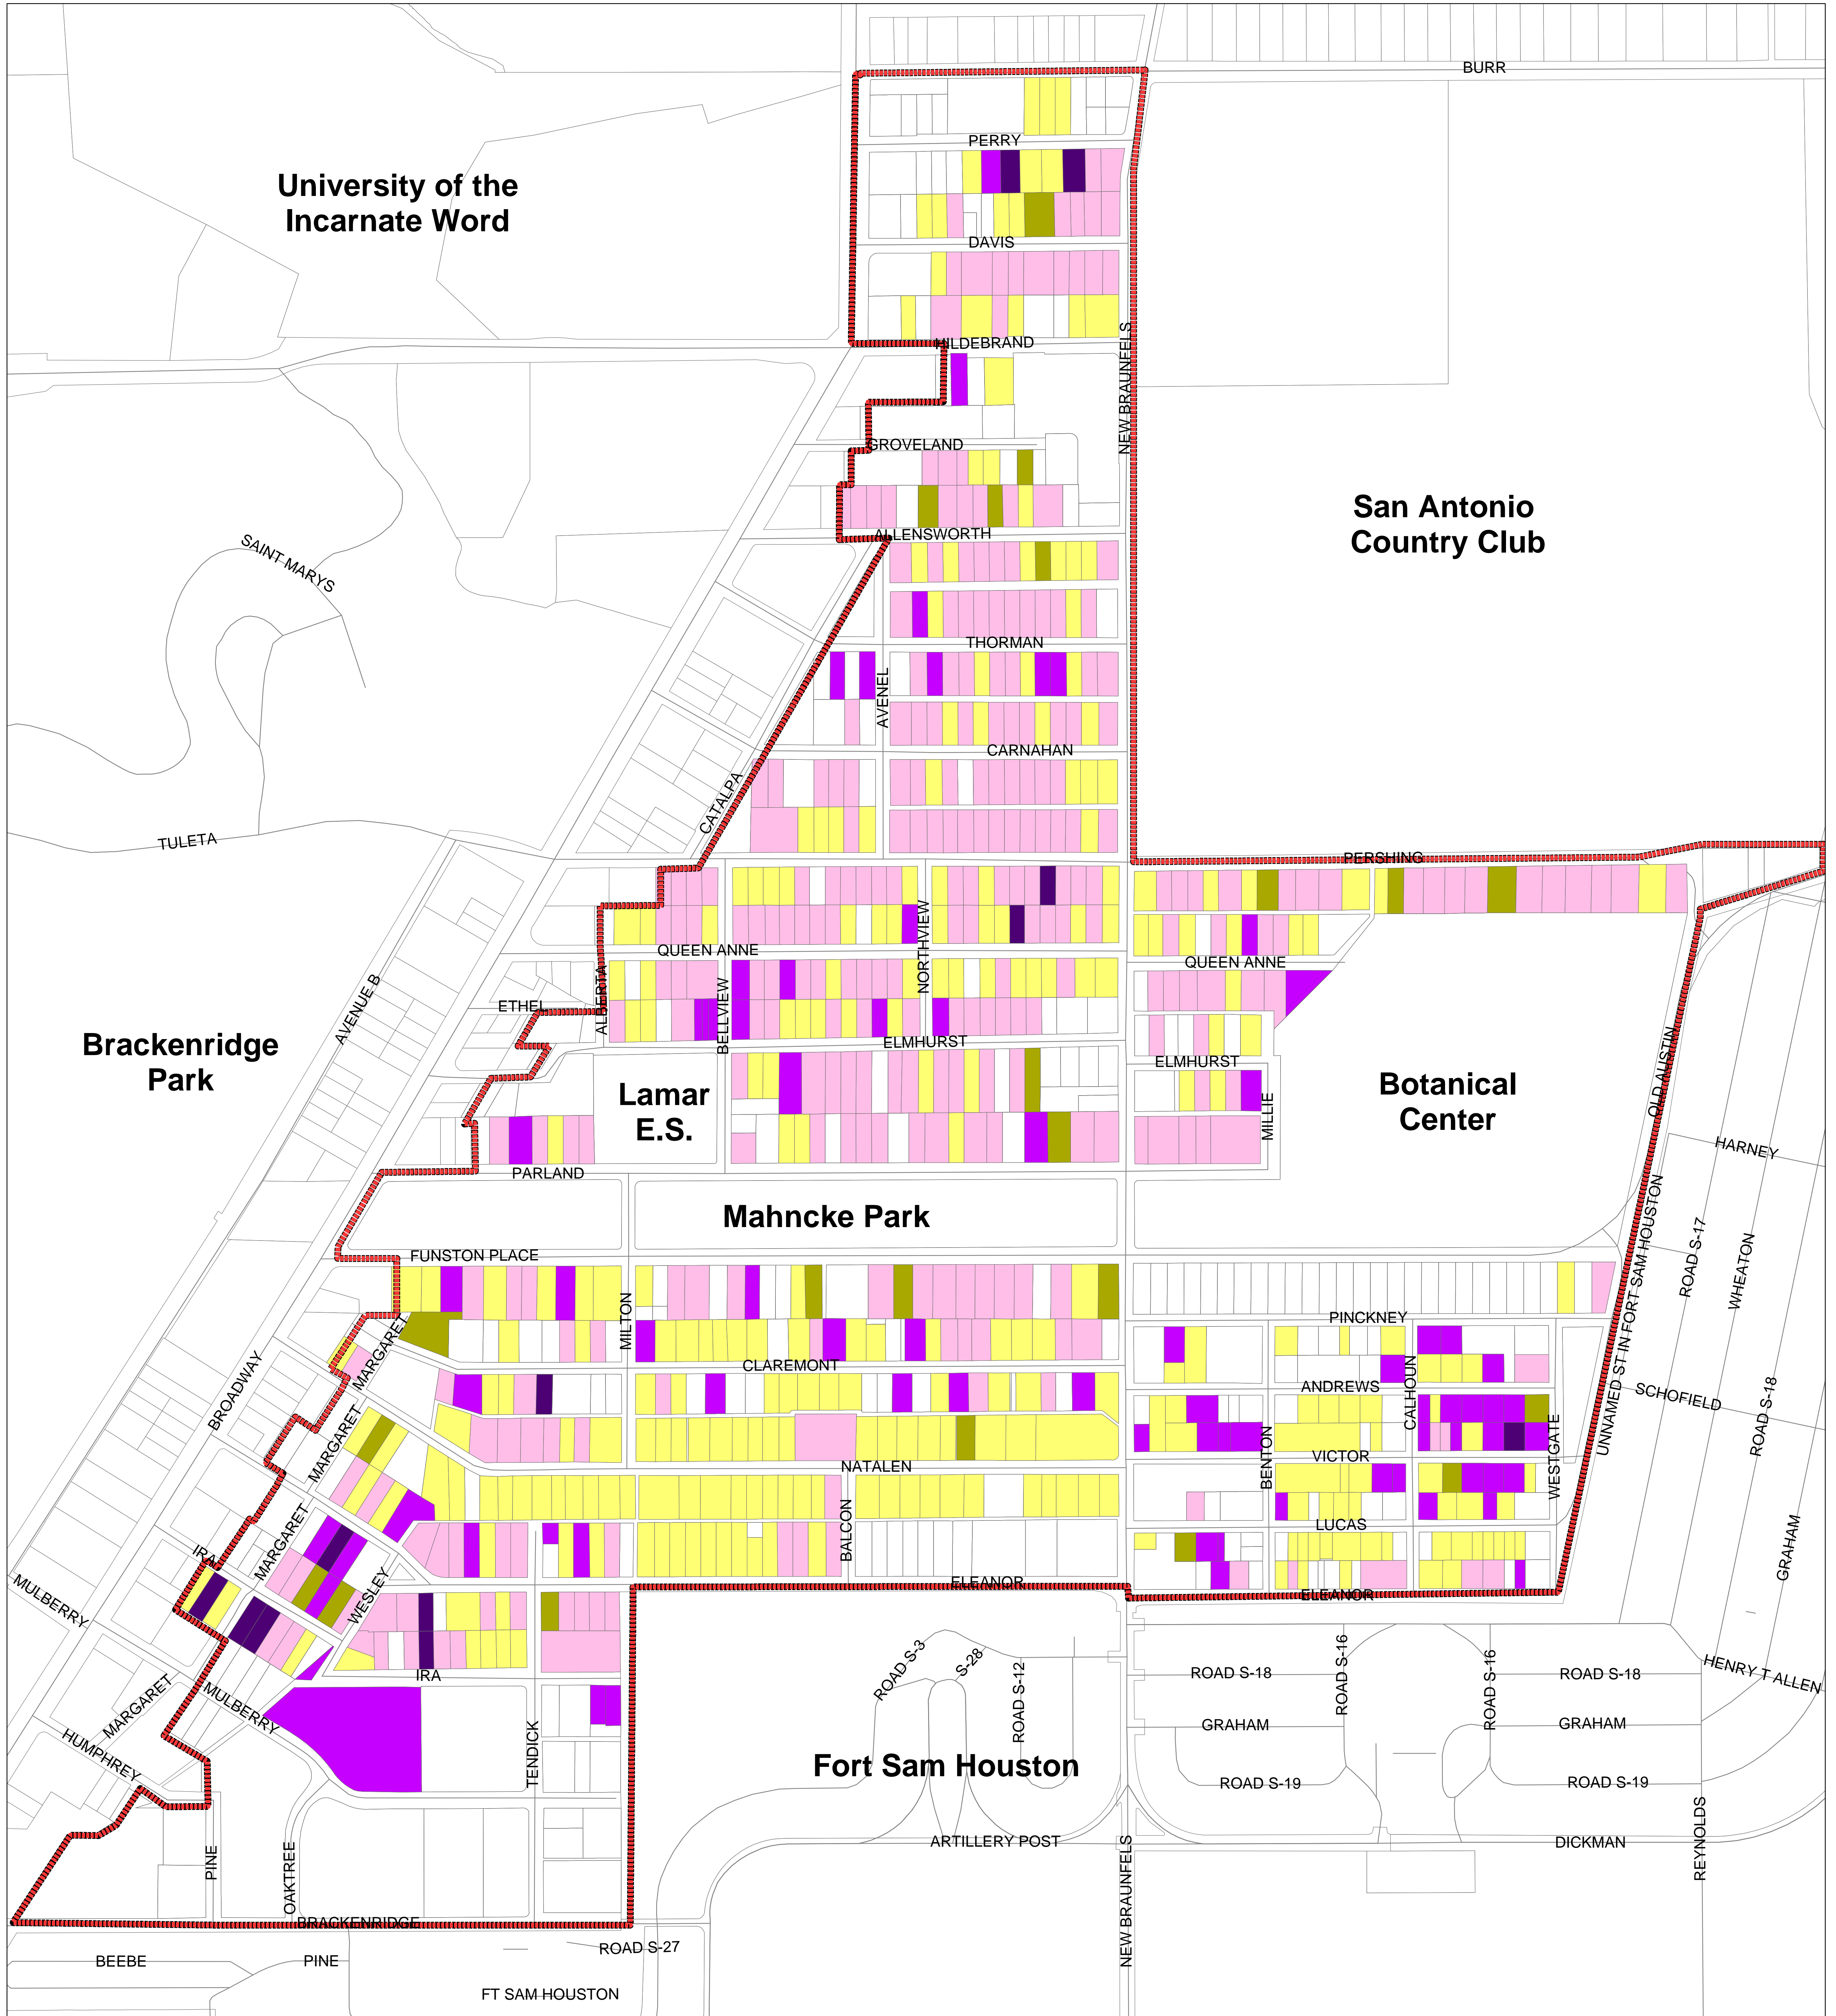 BURR
PERRY
University of the
Incarnate Word
DAVIS
HILDEBRAND
NEW BRAUNFELS
GROVELAND
San Antonio
Country Club
ALLENSWORTH
SAINT MARYS
THORMAN
AVENEL
CARNAHAN
CATALPA
TULETA
PERSHING
NORTHVIEW
QUEEN ANNE
QUEEN ANNE
ALBERTA
BELLVIEW
ETHEL
AVENUE B
ELMHURST
ELMHURST
Brackenridge
Park
Lamar
E.S.
Botanical
Center
OLD AUSTIN
MILLIE
HARNEY
PARLAND
Mahncke Park
UNNAMED ST IN FORT SAM HOUSTON
ROAD S-17
WHEATON
FUNSTON PLACE
MILTON
PINCKNEY
MARGARET
CLAREMONT
BROADWAY
ANDREWS
CALHOUN
SCHOFIELD
ROAD S-18
MARGARET
NATALEN
BENTON
VICTOR
WESTGATE
MARGARET
BALCON
LUCAS
GRAHAM
IRA
MULBERRY
WESLEY
ELEANOR
ELEANOR
IRA
ROAD S-3
S-28
ROAD S-12
ROAD S-18
ROAD S-16
ROAD S-16
ROAD S-18
HENRY T ALLEN
MARGARET
MULBERRY
HUMPHREY
TENDICK
Fort Sam Houston
GRAHAM
GRAHAM
ROAD S-19
ROAD S-19
ARTILLERY POST
DICKMAN
REYNOLDS
PINE
OAKTREE
NEW BRAUNFELS
BRACKENRIDGE
BEEBE
PINE
ROAD S-27
FT SAM HOUSTON